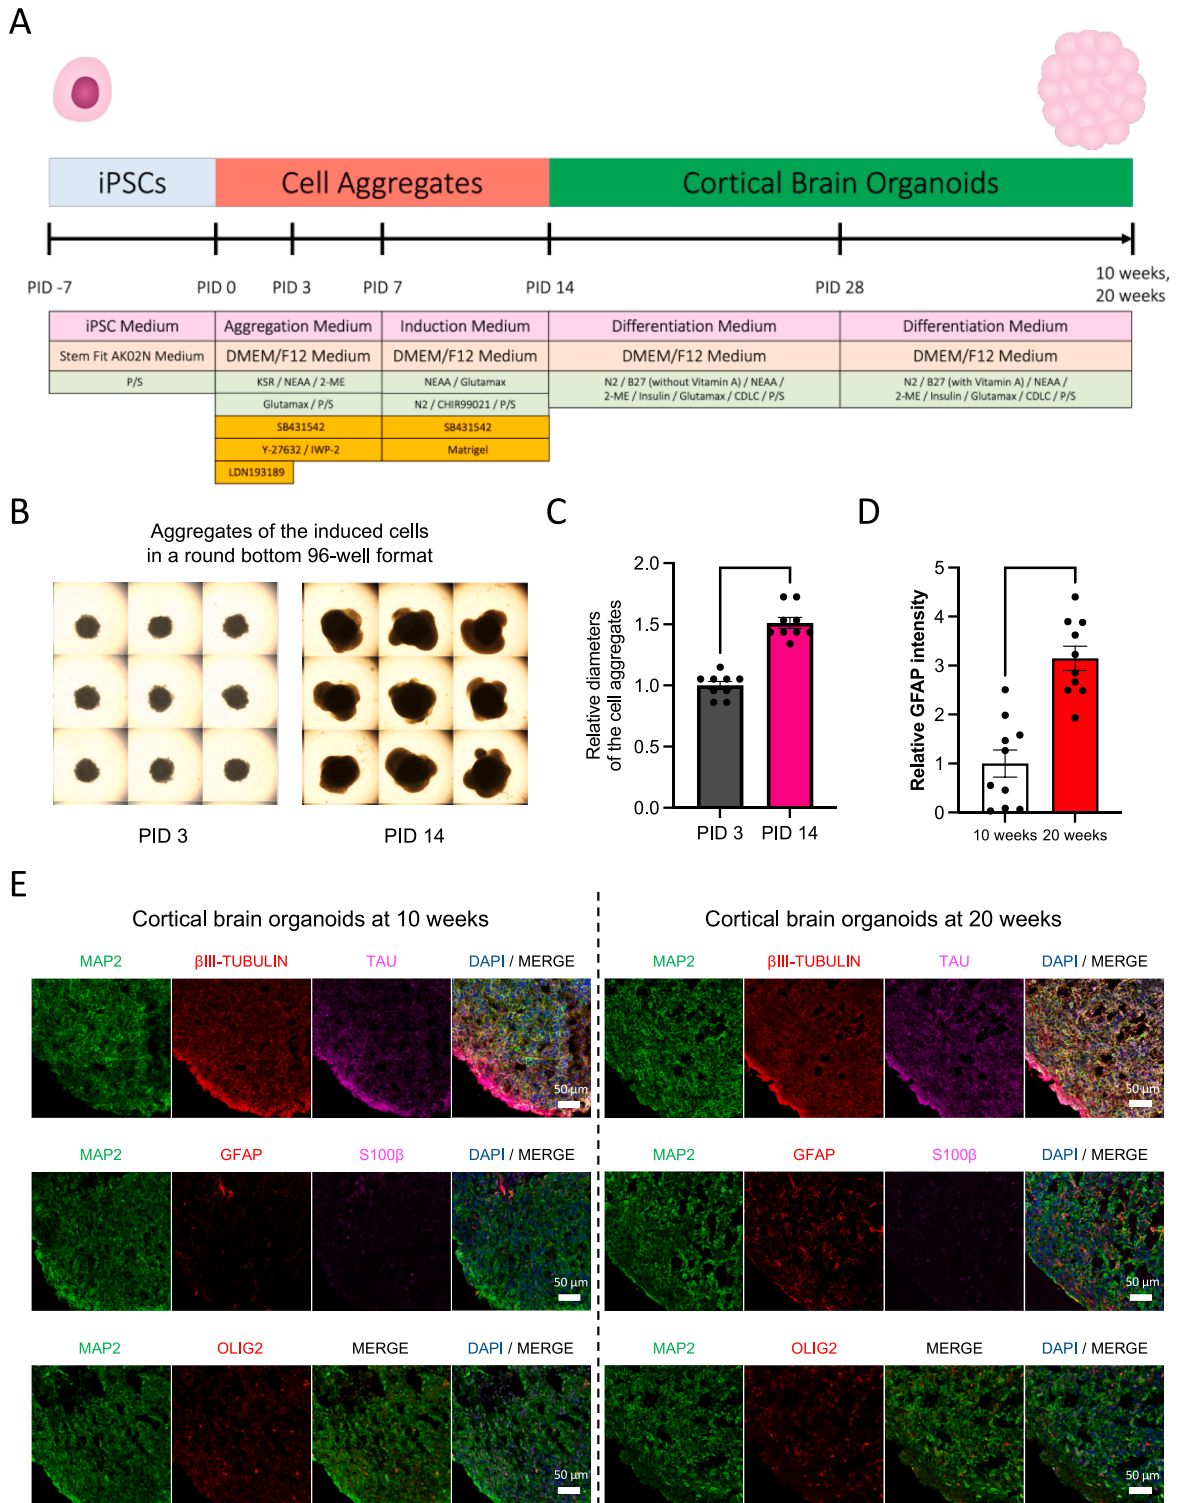 A
iPSCs
Cell Aggregates
Cortical Brain Organoids
PID -7
PID 0
PID 3
PID 7
PID 14
PID 28
10 weeks,
20 weeks
iPSC Medium
Aggregation Medium
Induction Medium
Differentiation Medium
Differentiation Medium
Stem Fit AK02N Medium
DMEM/F12 Medium
DMEM/F12 Medium
DMEM/F12 Medium
DMEM/F12 Medium
P/S
KSR / NEAA / 2-ME
NEAA / Glutamax
N2 / B27 (without Vitamin A) / NEAA /
2-ME / Insulin / Glutamax / CDLC / P/S
N2 / B27 (with Vitamin A) / NEAA /
2-ME / Insulin / Glutamax / CDLC / P/S
Glutamax / P/S
N2 / CHIR99021 / P/S
SB431542
SB431542
Y-27632 / IWP-2
Matrigel
LDN193189
B
Aggregates of the induced cells
in a round bottom 96-well format
PID 3
PID 14
C
Relative diameters
of the cell aggregates
2.0
1.5
1.0
0.5
0.0
PID 3
PID 14
D
Relative GFAP intensity
5
4
3
2
1
0
10 weeks
20 weeks
E
Cortical brain organoids at 10 weeks
Cortical brain organoids at 20 weeks
MAP2
βIII-TUBULIN
TAU
DAPI / MERGE
MAP2
βIII-TUBULIN
TAU
DAPI / MERGE
50 μm
50 μm
MAP2
GFAP
S100β
DAPI / MERGE
MAP2
GFAP
S100β
DAPI / MERGE
50 μm
50 μm
MAP2
OLIG2
MERGE
DAPI / MERGE
MAP2
OLIG2
MERGE
DAPI / MERGE
50 μm
50 μm